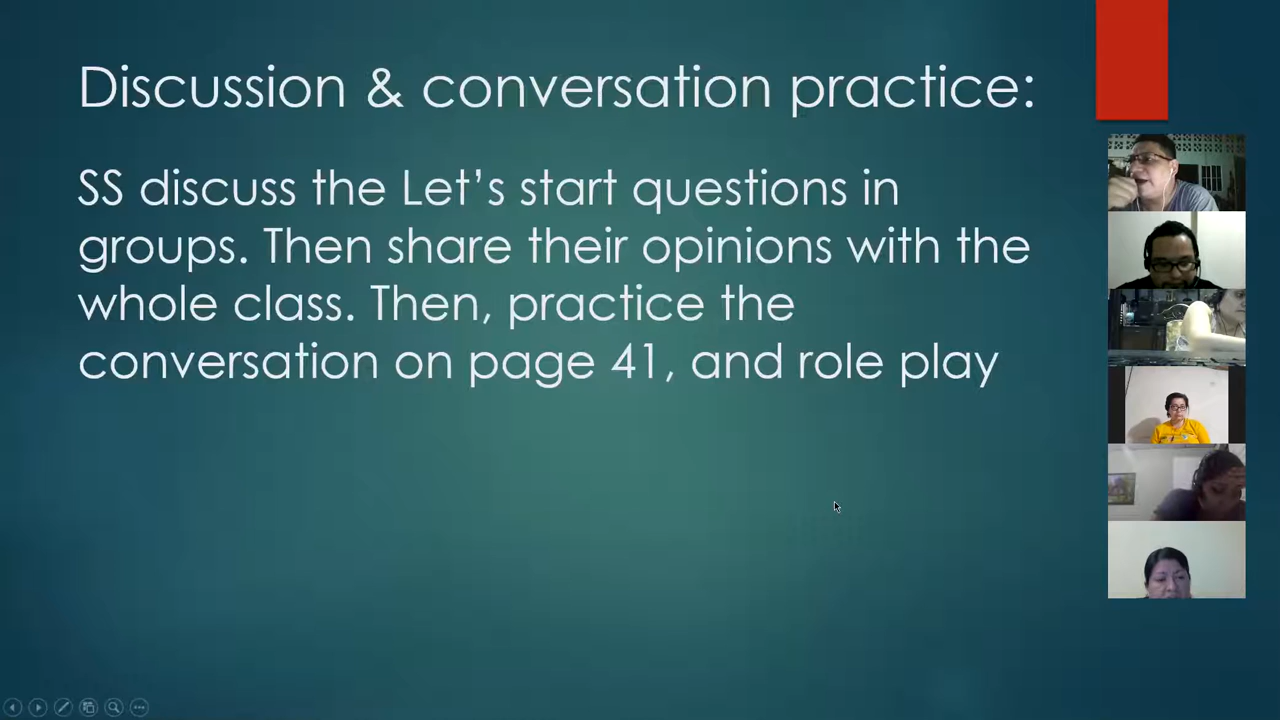 Discussion & conversation practice:
SS discuss the Let’s start questions in
groups. Then share their opinions with the
whole class. Then, practice the
conversation on page 41, and role play